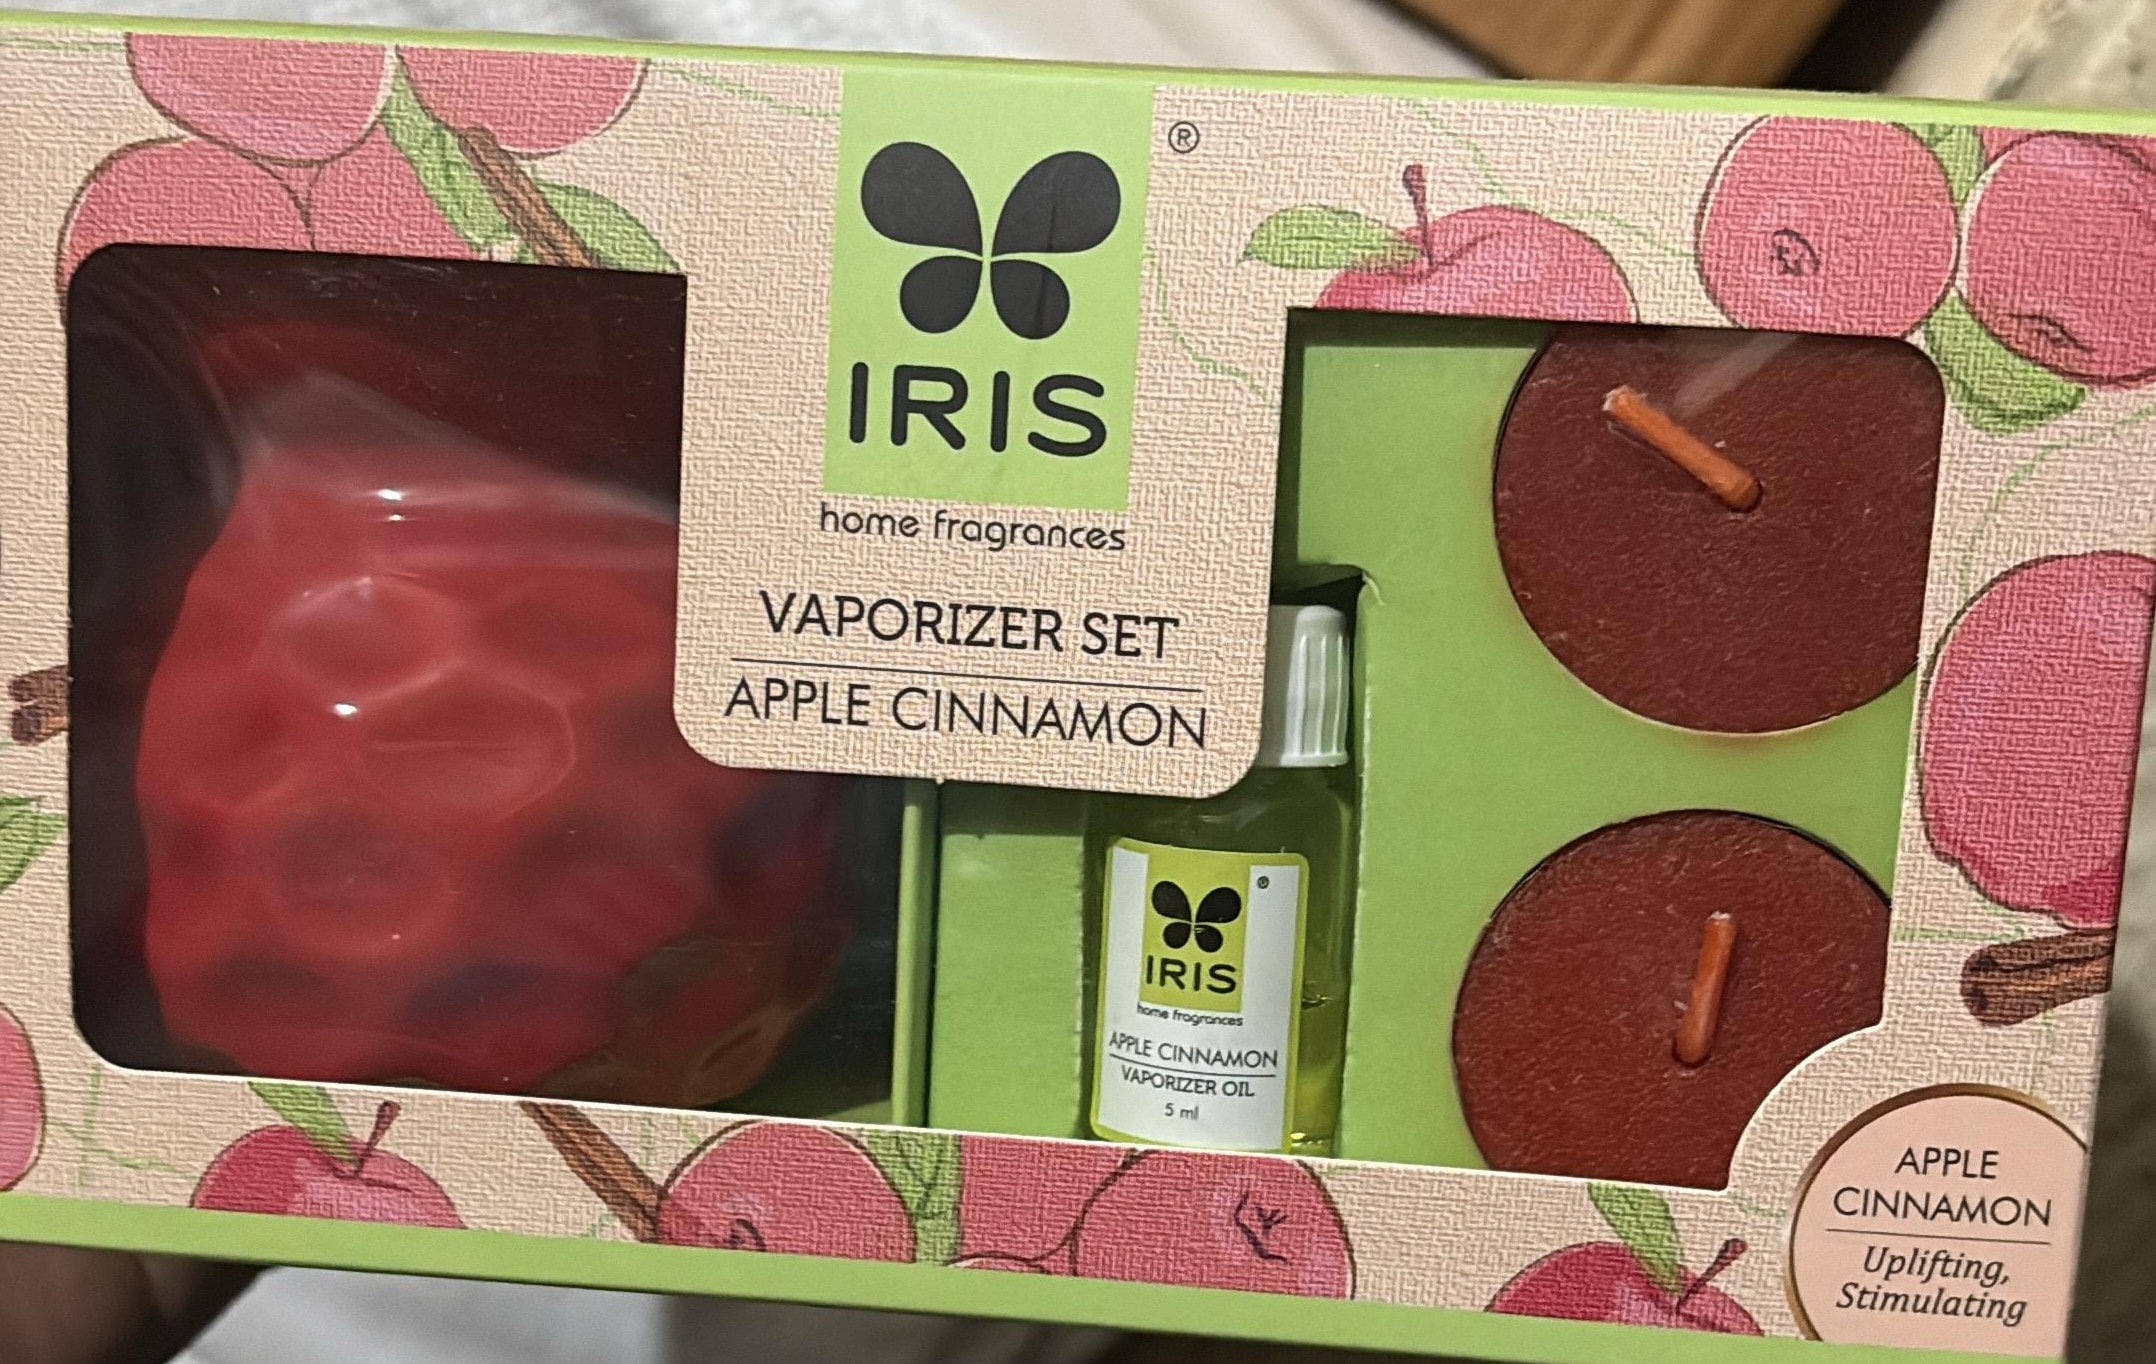 ®
IRIS
home fragrances
VAPORIZER SET
APPLE CINNAMON
®
IRIS
home fragrances
APPLE CINNAMON
VAPORIZER OIL
5 ml
APPLE
CINNAMON
Uplifting,
Stimulating